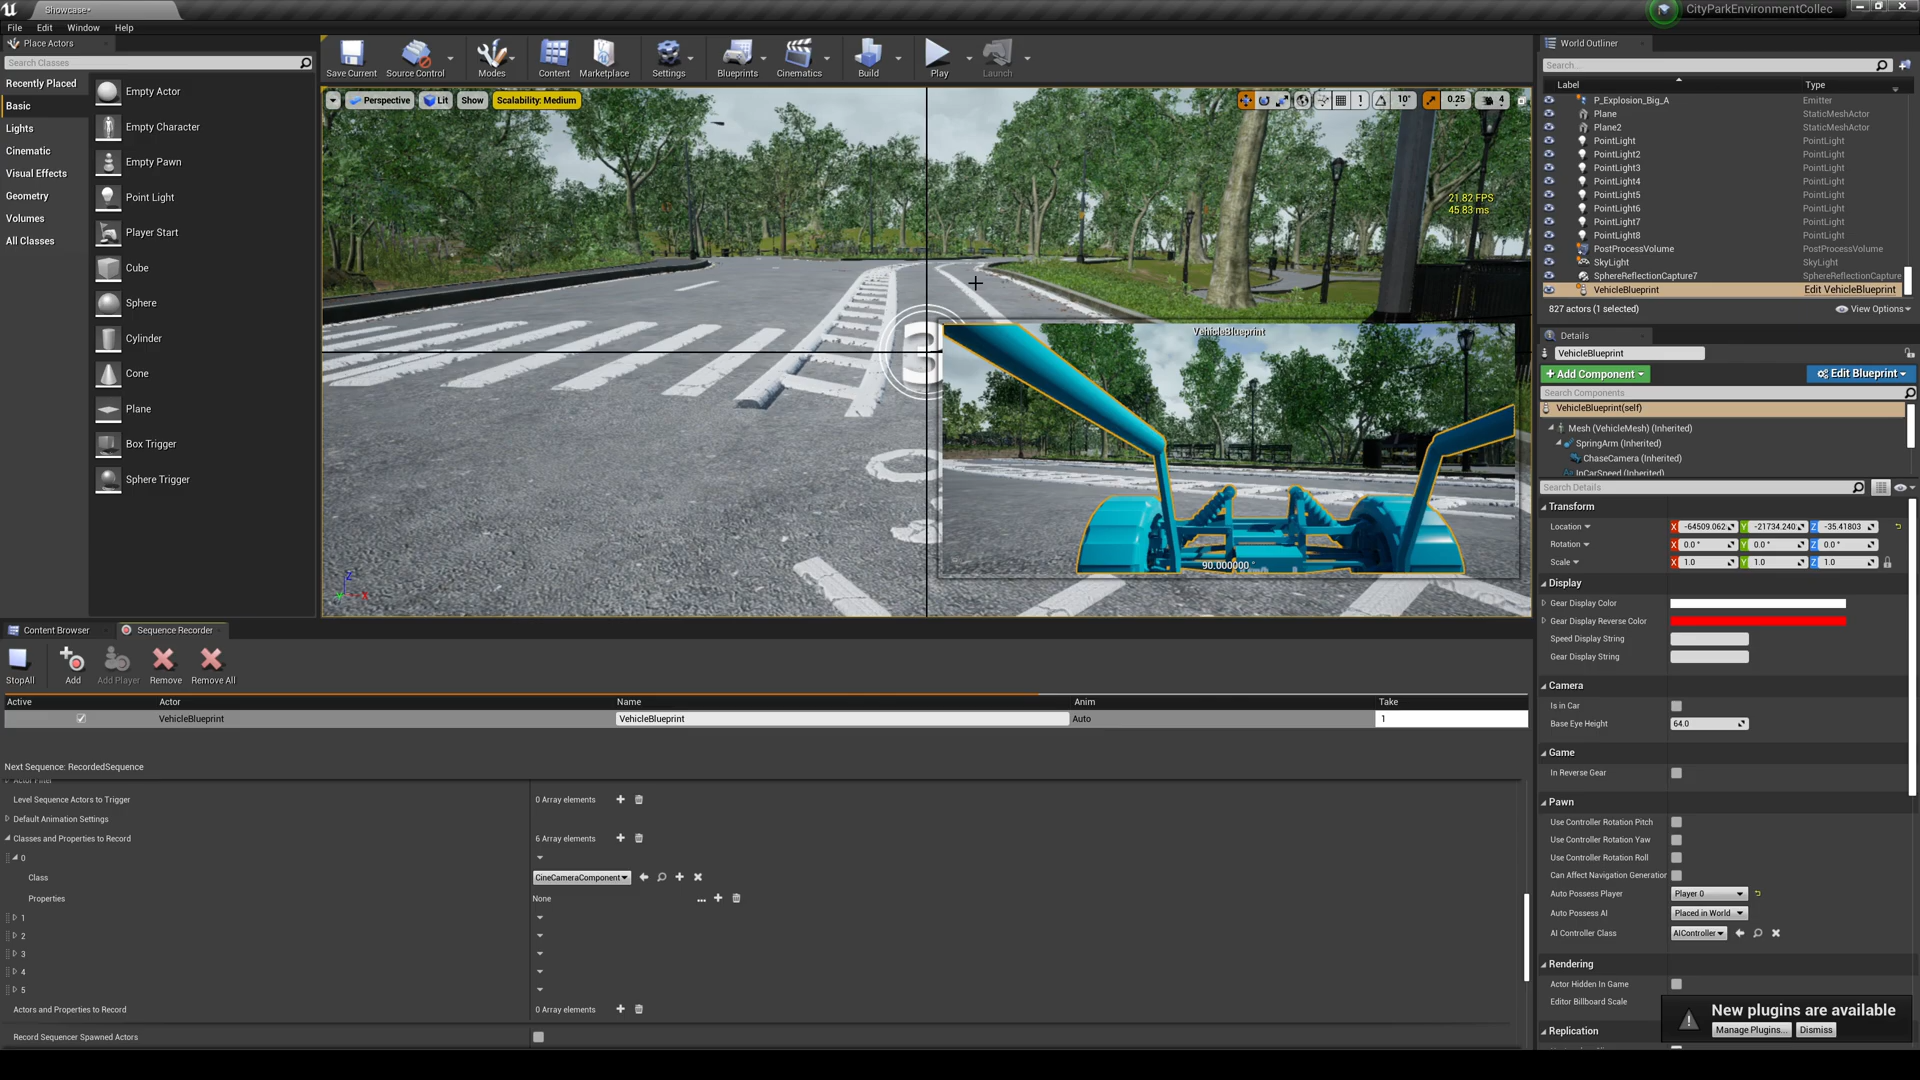 Showcase*
CityParkEnvironmentCollec
File Edit Window Help
Place Actors
Search Classes
Recently Placed
Basic
Lights
Cinematic
Visual Effects
Geometry
Volumes
All Classes
Empty Actor
Empty Character
Empty Pawn
Point Light
Player Start
Cube
Sphere
Cylinder
Cone
Plane
Box Trigger
Sphere Trigger
Save Current Source Control Modes Content Marketplace Settings Blueprints Cinematics Build Play Launch
Perspective Lit Show Scalability: Medium
1 10° 0.25 4
21.82 FPS
45.83 ms
3
VehicleBlueprint
90.000000 °
Z
Y X
World Outliner
Search...
Label Type
P_Explosion_Big_A Emitter
Plane StaticMeshActor
Plane2 StaticMeshActor
PointLight PointLight
PointLight2 PointLight
PointLight3 PointLight
PointLight4 PointLight
PointLight5 PointLight
PointLight6 PointLight
PointLight7 PointLight
PointLight8 PointLight
PostProcessVolume PostProcessVolume
SkyLight SkyLight
SphereReflectionCapture7 SphereReflectionCapture
VehicleBlueprint Edit VehicleBlueprint
827 actors (1 selected) View Options
Details
VehicleBlueprint
+ Add Component Edit Blueprint
Search Components
VehicleBlueprint(self)
Mesh (VehicleMesh) (Inherited)
SpringArm (Inherited)
ChaseCamera (Inherited)
InCarSpeed (Inherited)
Search Details
Transform
Location X -64509.062 Y -21734.240 Z -35.41803
Rotation X 0.0 ° Y 0.0 ° Z 0.0 °
Scale X 1.0 Y 1.0 Z 1.0
Display
Gear Display Color
Gear Display Reverse Color
Speed Display String
Gear Display String
Camera
Is in Car
Base Eye Height 64.0
Game
In Reverse Gear
Pawn
Use Controller Rotation Pitch
Use Controller Rotation Yaw
Use Controller Rotation Roll
Can Affect Navigation Generation
Auto Possess Player Player 0
Auto Possess AI Placed in World
AI Controller Class AIController
Rendering
Actor Hidden In Game
Editor Billboard Scale
Replication
New plugins are available
Manage Plugins... Dismiss
Content Browser Sequence Recorder
StopAll Add Add Player Remove Remove All
Active Actor Name Anim Take
VehicleBlueprint VehicleBlueprint Auto 1
Next Sequence: RecordedSequence
Actor Filter
Level Sequence Actors to Trigger 0 Array elements
Default Animation Settings
Classes and Properties to Record 6 Array elements
0
Class CineCameraComponent
Properties None
1
2
3
4
5
Actors and Properties to Record 0 Array elements
Record Sequencer Spawned Actors